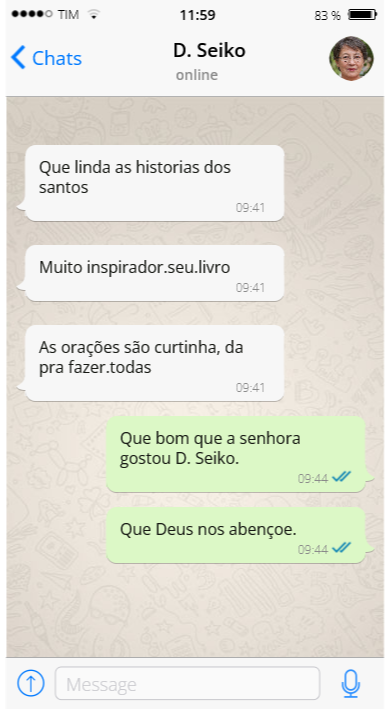 TIM 11:59 83 %
Chats D. Seiko
online
Que linda as historias dos
santos
09:41
Muito inspirador.seu.livro
09:41
As orações são curtinha, da
pra fazer.todas
09:41
Que bom que a senhora
gostou D. Seiko.
09:44
Que Deus nos abençoe.
09:44
Message